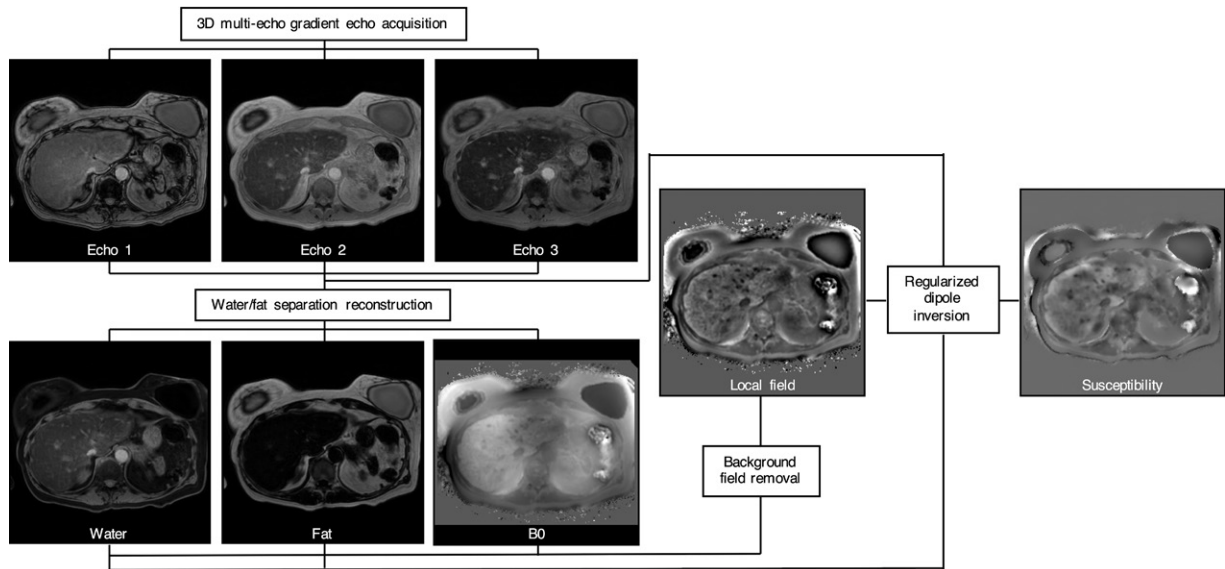 3D multi-echo gradient echo acquisition
Echo 1
Echo 2
Echo 3
Water/fat separation reconstruction
Water
Fat
B0
Local field
Background
field removal
Regularized
dipole
inversion
Susceptibility